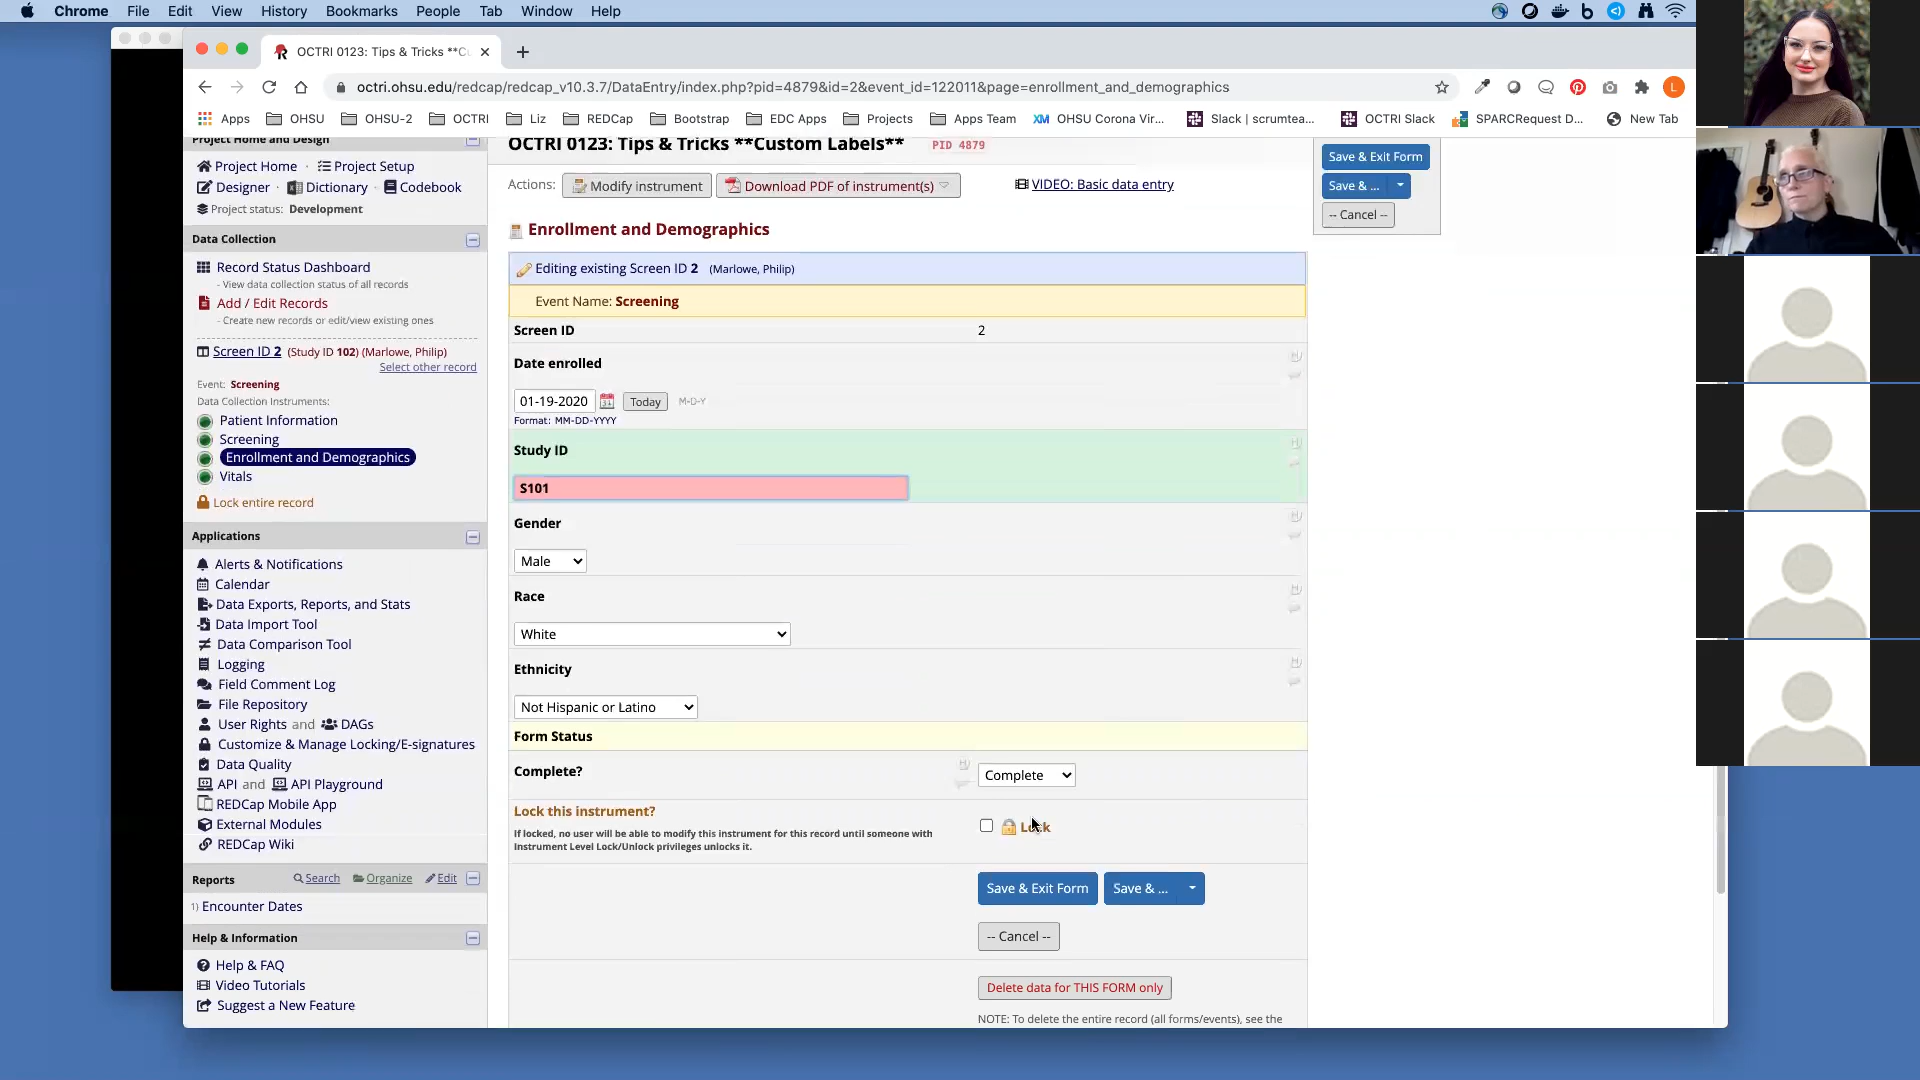 Chrome File Edit View History Bookmarks People Tab Window Help
OCTRI 0123: Tips & Tricks **Cu
octri.ohsu.edu/redcap/redcap_v10.3.7/DataEntry/index.php?pid=4879&id=2&event_id=122011&page=enrollment_and_demographics
L
Apps OHSU OHSU-2 OCTRI Liz REDCap Bootstrap EDC Apps Projects Apps Team XM OHSU Corona Vir... Slack | scrumtea... OCTRI Slack SPARCRequest D... New Tab
Project Home and Design
Project Home · Project Setup
Designer · Dictionary · Codebook
Project status: Development
Data Collection
Record Status Dashboard
- View data collection status of all records
Add / Edit Records
- Create new records or edit/view existing ones
Screen ID 2 (Study ID 102) (Marlowe, Philip)
Select other record
Event: Screening
Data Collection Instruments:
Patient Information
Screening
Enrollment and Demographics
Vitals
Lock entire record
Applications
Alerts & Notifications
Calendar
Data Exports, Reports, and Stats
Data Import Tool
Data Comparison Tool
Logging
Field Comment Log
File Repository
User Rights and DAGs
Customize & Manage Locking/E-signatures
Data Quality
API and API Playground
REDCap Mobile App
External Modules
REDCap Wiki
Reports Search Organize Edit
1) Encounter Dates
Help & Information
Help & FAQ
Video Tutorials
Suggest a New Feature
OCTRI 0123: Tips & Tricks **Custom Labels** PID 4879
Actions: Modify instrument Download PDF of instrument(s) VIDEO: Basic data entry
Enrollment and Demographics
Editing existing Screen ID 2 (Marlowe, Philip)
Event Name: Screening
Screen ID 2
Date enrolled
01-19-2020 Today M-D-Y
Format: MM-DD-YYYY
Study ID
S101
Gender
Male
Race
White
Ethnicity
Not Hispanic or Latino
Form Status
Complete? Complete
Lock this instrument?
If locked, no user will be able to modify this instrument for this record until someone with
Instrument Level Lock/Unlock privileges unlocks it.
Lock
Save & Exit Form Save & ...
-- Cancel --
Delete data for THIS FORM only
NOTE: To delete the entire record (all forms/events), see the
Save & Exit Form
Save & ...
-- Cancel --